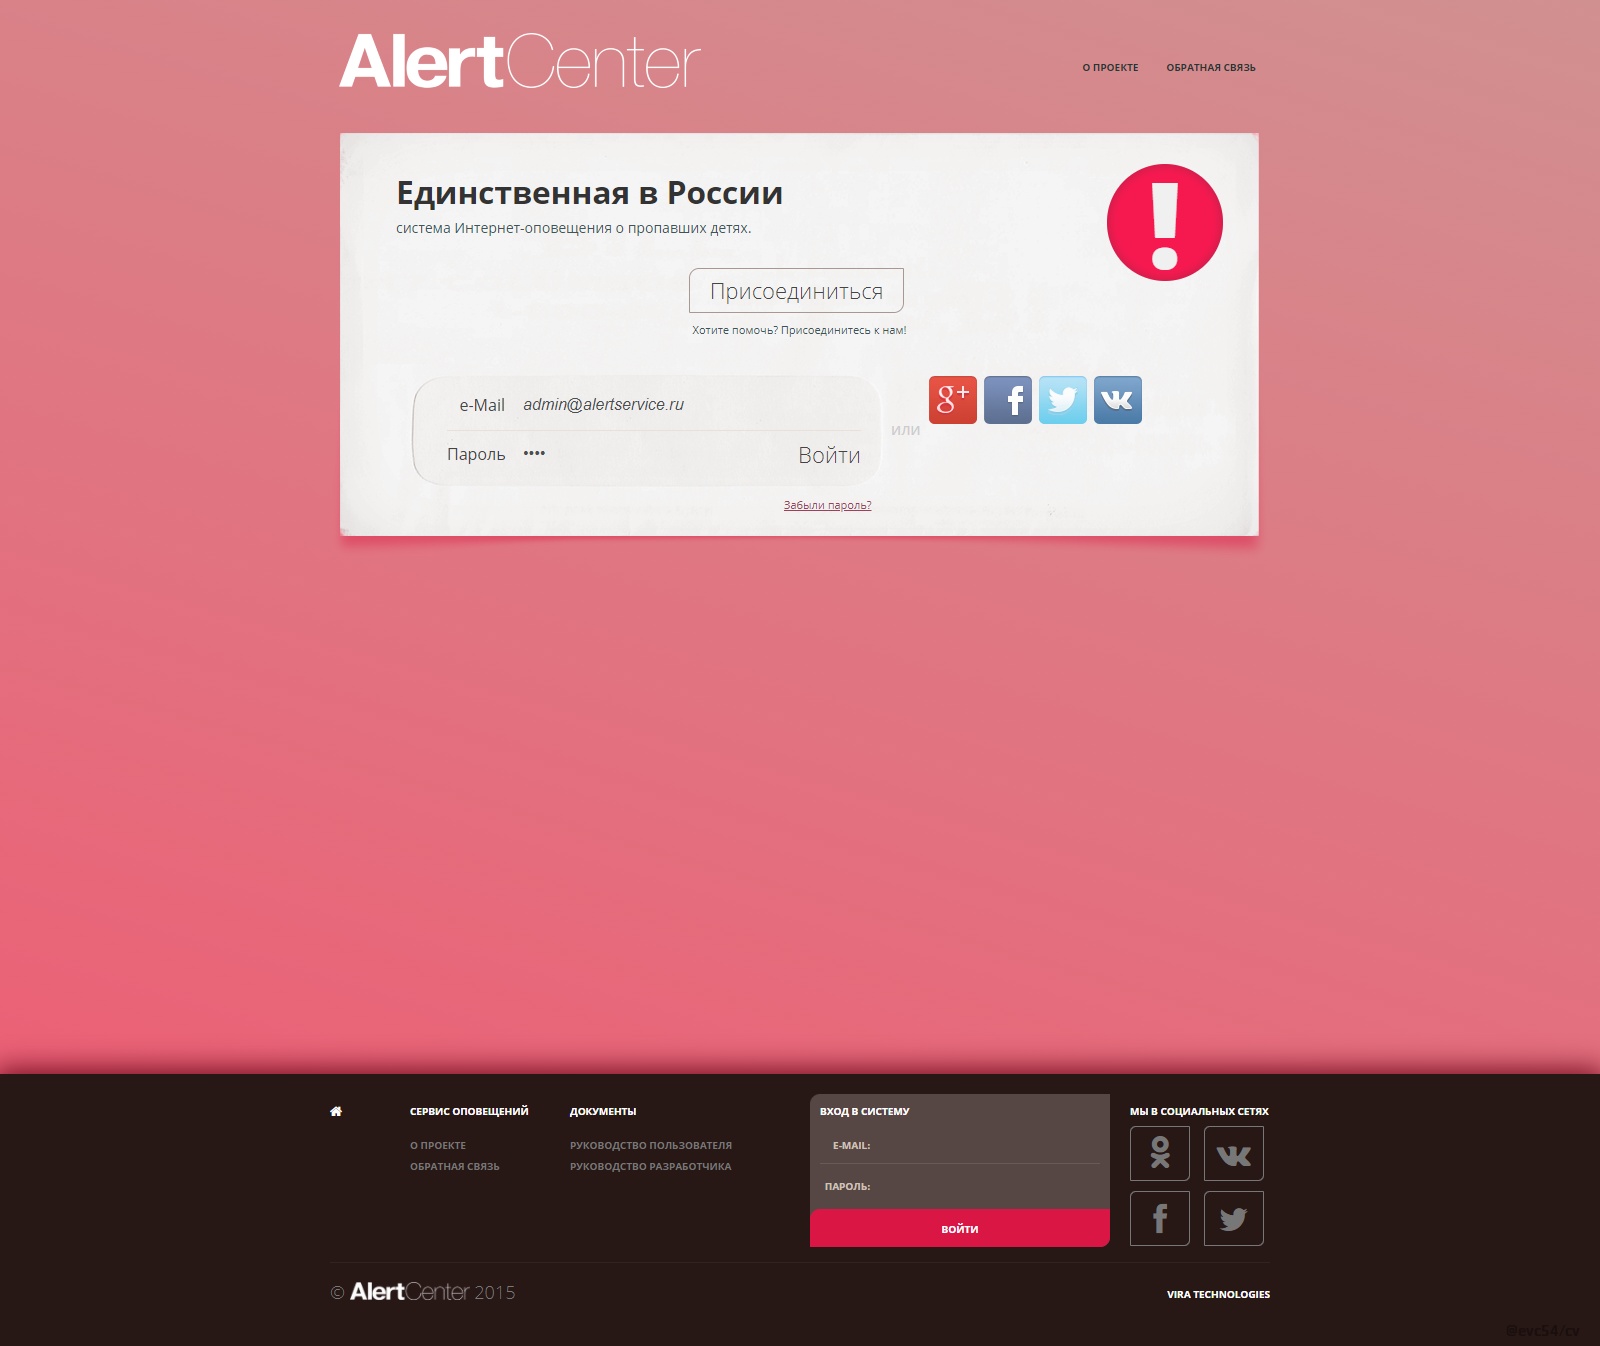 AlertCenter
О ПРОЕКТЕ ОБРАТНАЯ СВЯЗЬ
Единственная в России
система Интернет-оповещения о пропавших детях.
!
Присоединиться
Хотите помочь? Присоединитесь к нам!
e-Mail admin@alertservice.ru
Пароль ••••
Войти
или
Забыли пароль?
СЕРВИС ОПОВЕЩЕНИЙ
О ПРОЕКТЕ
ОБРАТНАЯ СВЯЗЬ
ДОКУМЕНТЫ
РУКОВОДСТВО ПОЛЬЗОВАТЕЛЯ
РУКОВОДСТВО РАЗРАБОТЧИКА
ВХОД В СИСТЕМУ
E-MAIL:
ПАРОЛЬ:
ВОЙТИ
МЫ В СОЦИАЛЬНЫХ СЕТЯХ
© AlertCenter 2015
VIRA TECHNOLOGIES
@evc54/cv